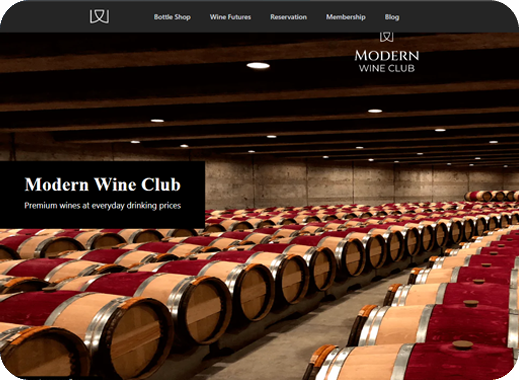 Bottle Shop Wine Futures Reservation Membership Blog
MODERN
WINE CLUB
Modern Wine Club
Premium wines at everyday drinking prices